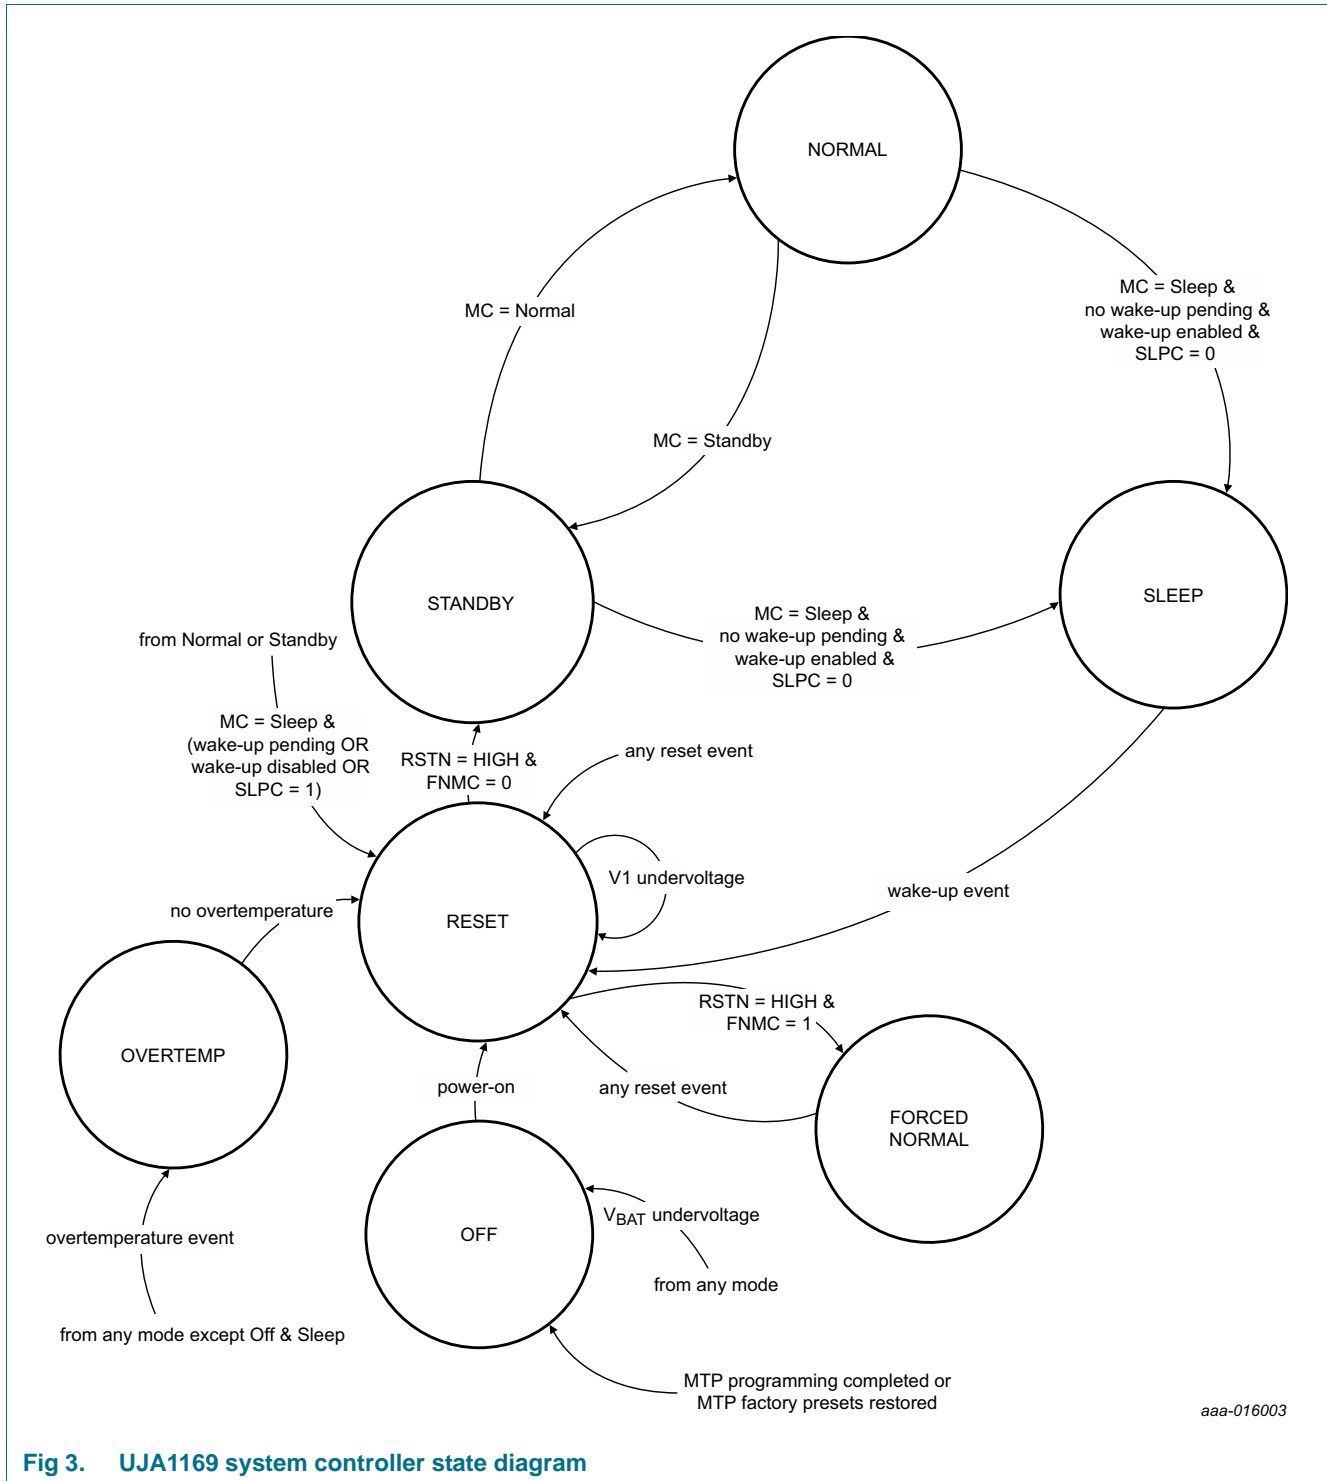 NORMAL
MC = Normal
MC = Sleep &
no wake-up pending &
wake-up enabled &
SLPC = 0
MC = Standby
STANDBY
SLEEP
MC = Sleep &
no wake-up pending &
wake-up enabled &
SLPC = 0
from Normal or Standby
MC = Sleep &
(wake-up pending OR
wake-up disabled OR
SLPC = 1)
RSTN = HIGH &
FNMC = 0
any reset event
V1 undervoltage
wake-up event
no overtemperature
RESET
RSTN = HIGH &
FNMC = 1
OVERTEMP
power-on
any reset event
FORCED
NORMAL
OFF
VBAT undervoltage
from any mode
overtemperature event
from any mode except Off & Sleep
MTP programming completed or
MTP factory presets restored
aaa-016003
Fig 3. UJA1169 system controller state diagram